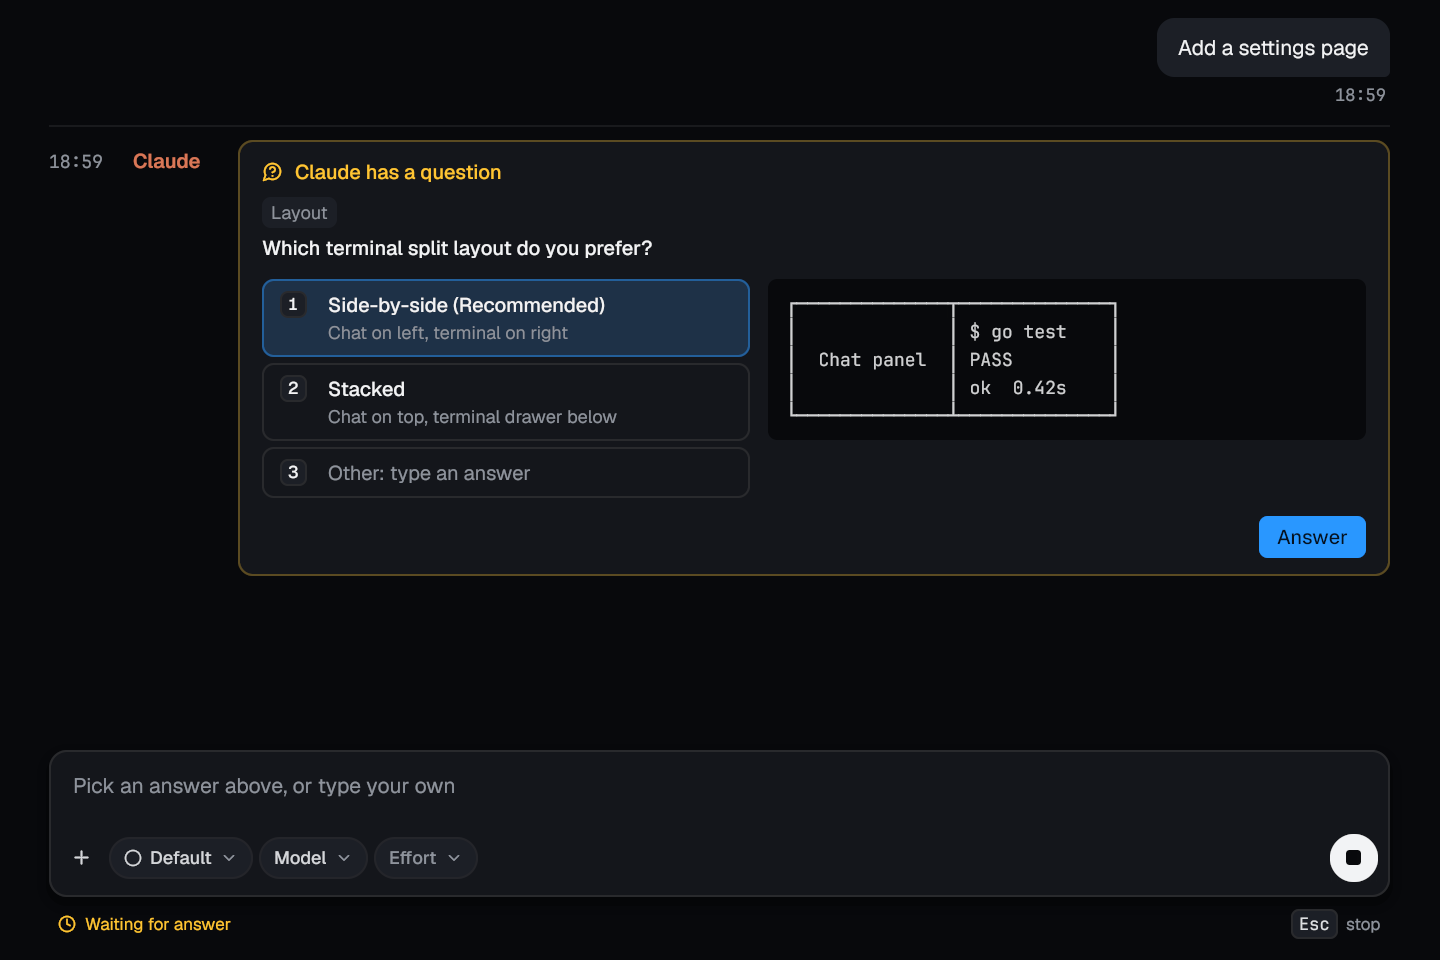 Add a settings page
18:59
18:59 Claude
Claude has a question
Layout
Which terminal split layout do you prefer?
1 Side-by-side (Recommended)
Chat on left, terminal on right
2 Stacked
Chat on top, terminal drawer below
3 Other: type an answer
$ go test
Chat panel PASS
ok 0.42s
Answer
Pick an answer above, or type your own
+ Default Model Effort
Waiting for answer
Esc stop